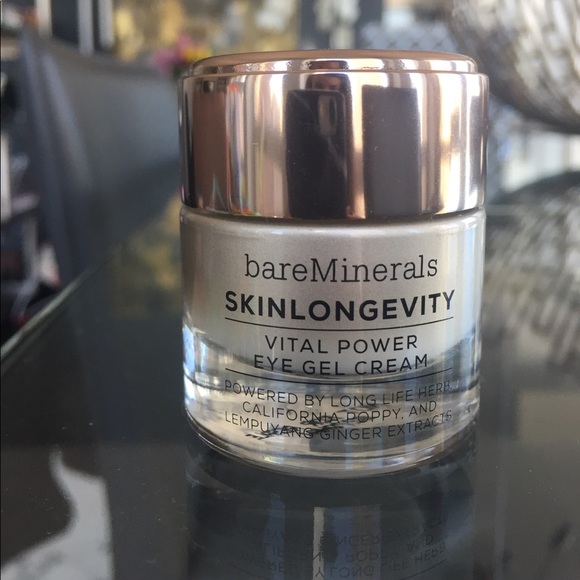 bareMinerals
SKINLONGEVITY
VITAL POWER
EYE GEL CREAM
POWERED BY LONG LIFE HERB,
CALIFORNIA POPPY, AND
LEMPUYANG GINGER EXTRACTS